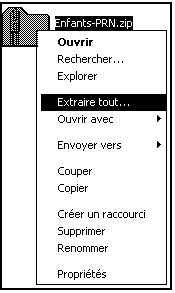 Enfants-PRN.zip
Ouvrir
Rechercher...
Explorer
Extraire tout...
Ouvrir avec
Envoyer vers
Couper
Copier
Créer un raccourci
Supprimer
Renommer
Propriétés